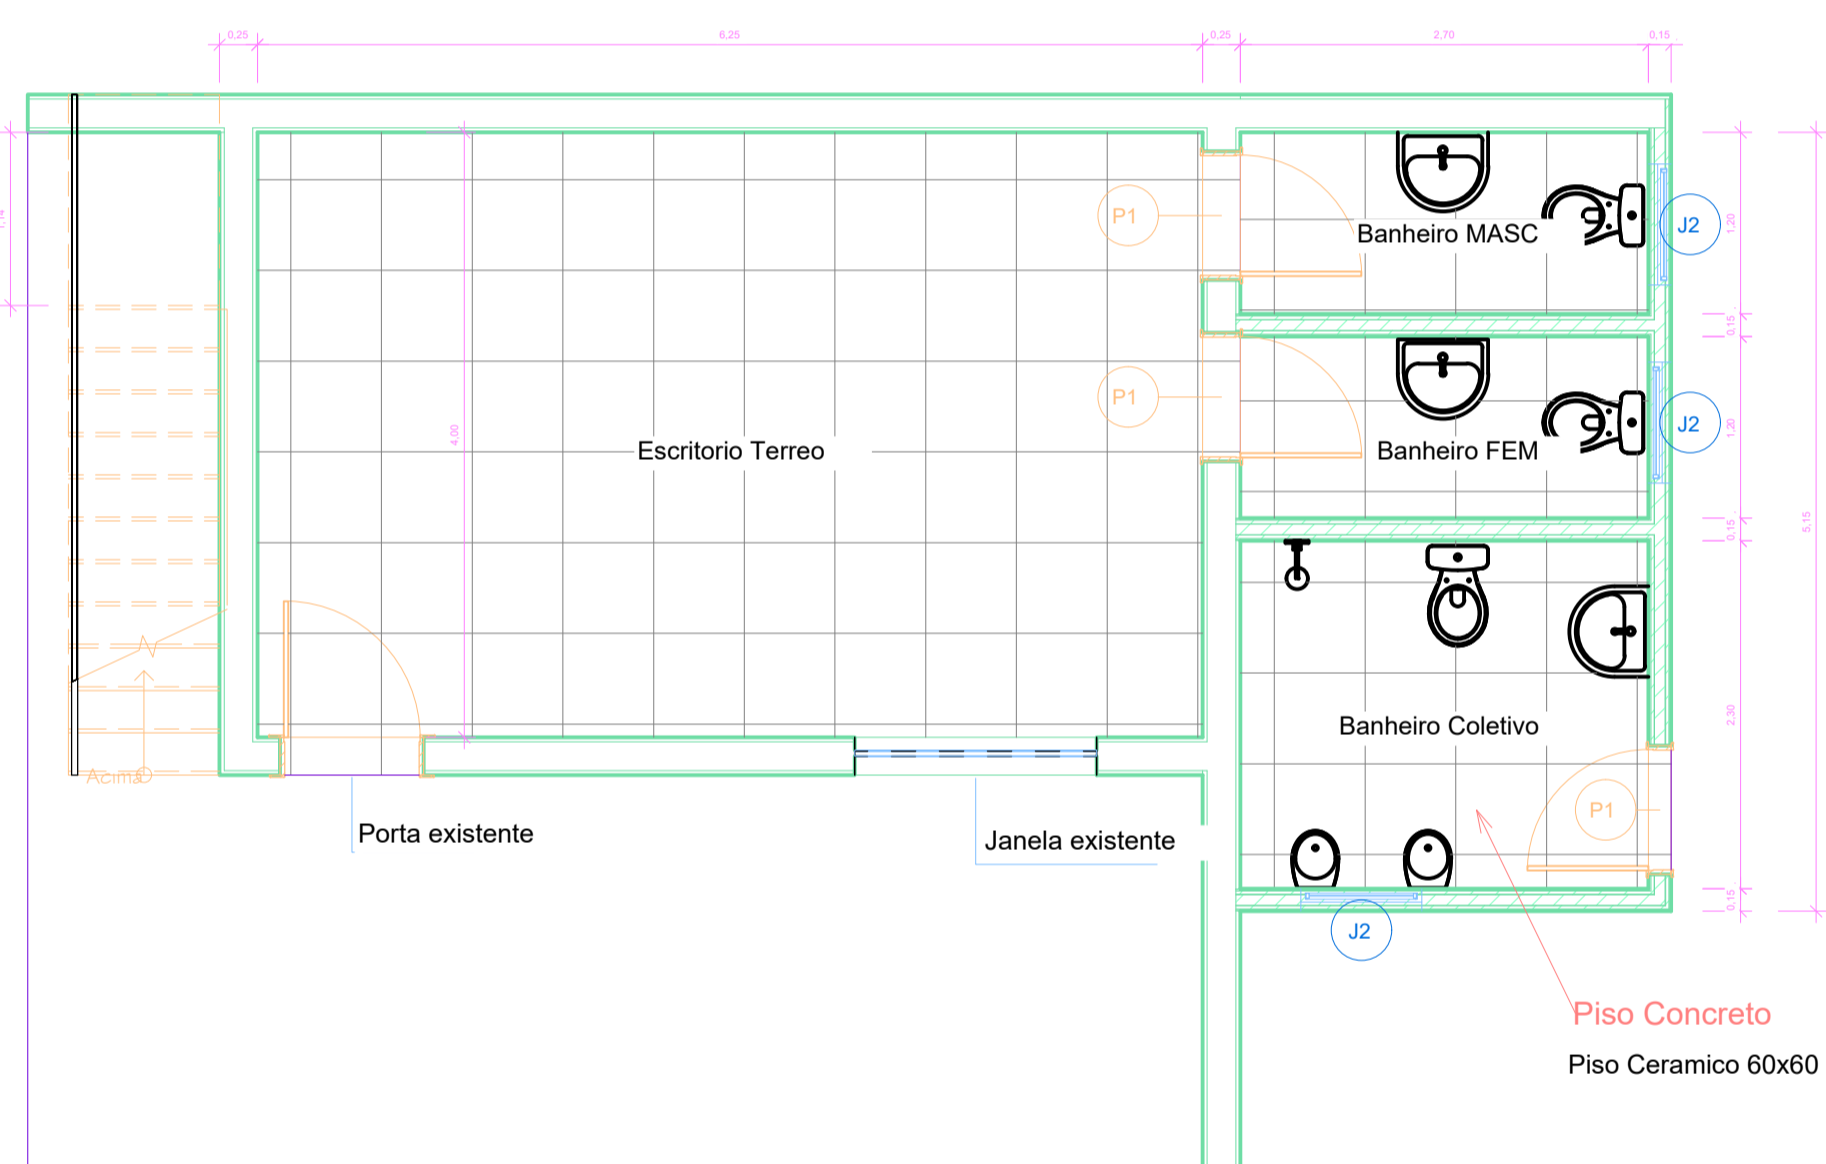 0,25
6,25
0,25
2,70
0,15
1,14
P1
Banheiro MASC
J2
1,20
0,15
P1
Banheiro FEM
J2
1,20
4,00
Escritorio Terreo
0,15
5,15
Banheiro Coletivo
2,30
Acima
P1
Porta existente
Janela existente
0,15
J2
Piso Concreto
Piso Ceramico 60x60